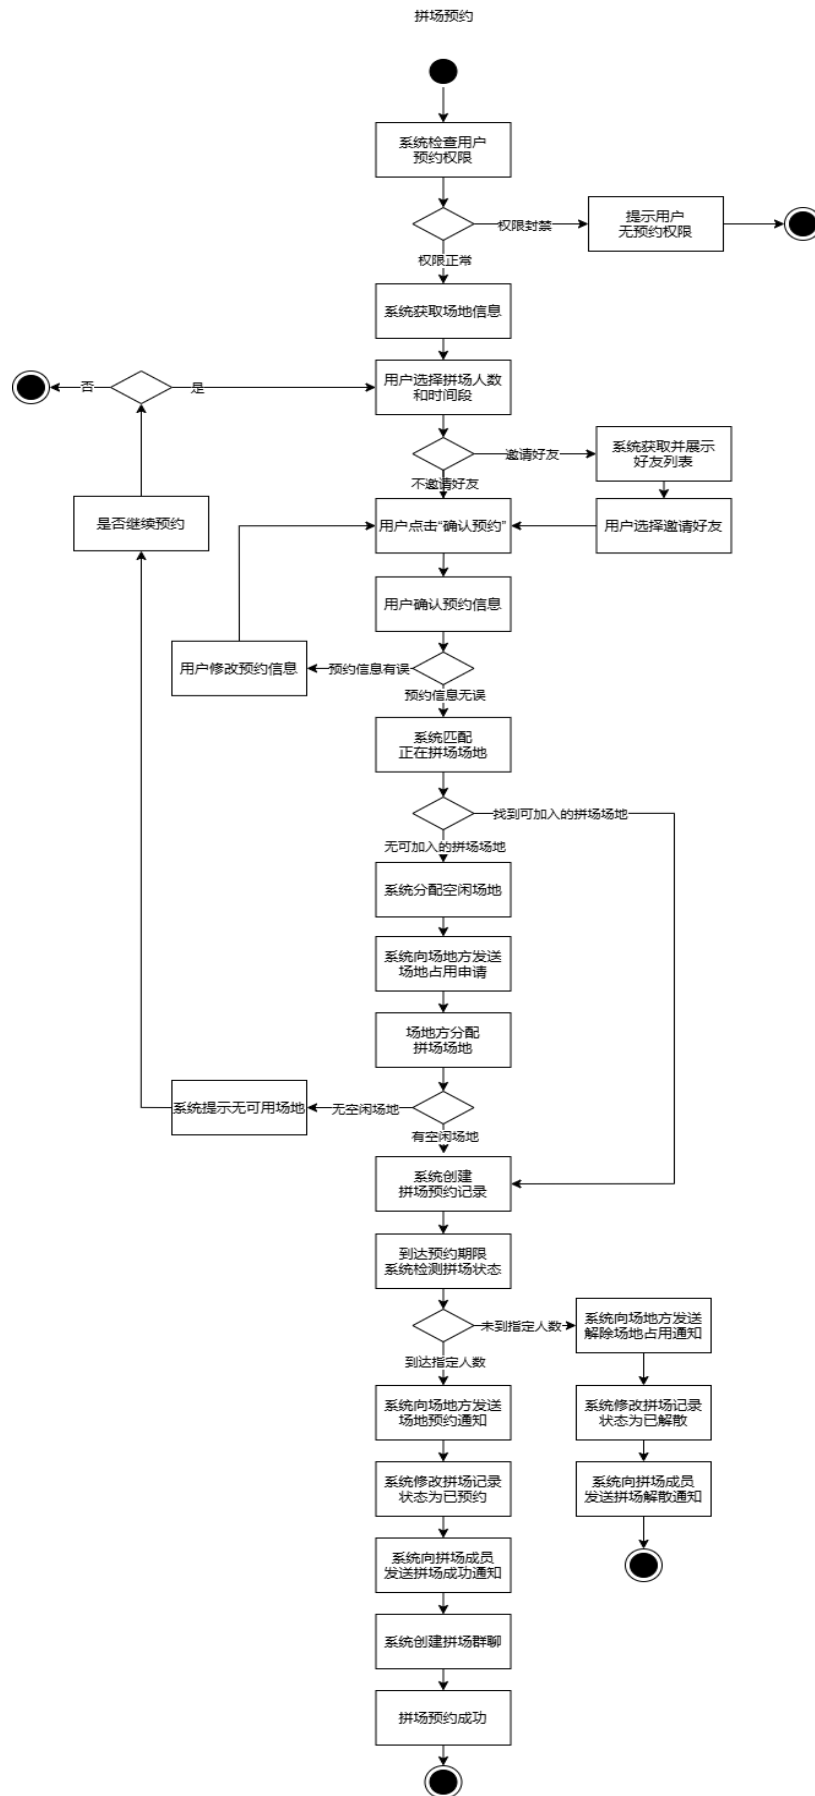 拼场预约
系统检查用户
预约权限
权限封禁
提示用户
无预约权限
权限正常
系统获取场地信息
否
是
用户选择拼场人数
和时间段
邀请好友
系统获取并展示
好友列表
不邀请好友
是否继续预约
用户点击“确认预约”
用户选择邀请好友
用户确认预约信息
用户修改预约信息
预约信息有误
预约信息无误
系统匹配
正在拼场场地
找到可加入的拼场场地
无可加入的拼场场地
系统分配空闲场地
系统向场地方发送
场地占用申请
场地方分配
拼场场地
系统提示无可用场地
无空闲场地
有空闲场地
系统创建
拼场预约记录
到达预约期限
系统检测拼场状态
未到指定人数
系统向场地方发送
解除场地占用通知
到达指定人数
系统向场地方发送
场地预约通知
系统修改拼场记录
状态为已解散
系统修改拼场记录
状态为已预约
系统向拼场成员
发送拼场解散通知
系统向拼场成员
发送拼场成功通知
系统创建拼场群聊
拼场预约成功